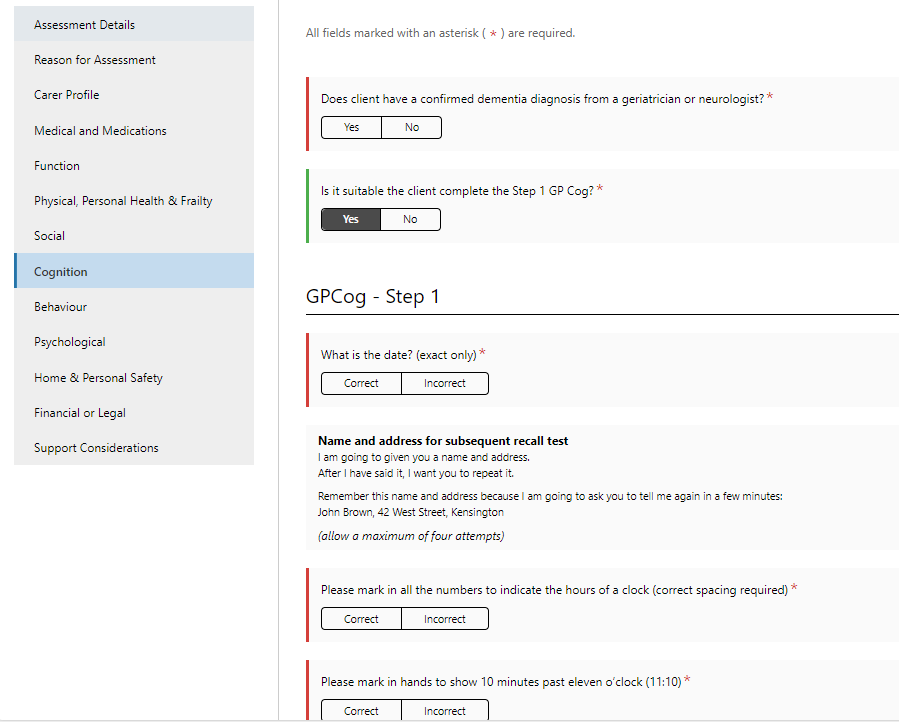 Assessment Details
Reason for Assessment
Carer Profile
Medical and Medications
Function
Physical, Personal Health & Frailty
Social
Cognition
Behaviour
Psychological
Home & Personal Safety
Financial or Legal
Support Considerations
All fields marked with an asterisk ( * ) are required.
Does client have a confirmed dementia diagnosis from a geriatrician or neurologist? *
Yes No
Is it suitable the client complete the Step 1 GP Cog? *
Yes No
GPCog - Step 1
What is the date? (exact only) *
Correct Incorrect
Name and address for subsequent recall test
I am going to given you a name and address.
After I have said it, I want you to repeat it.
Remember this name and address because I am going to ask you to tell me again in a few minutes:
John Brown, 42 West Street, Kensington
(allow a maximum of four attempts)
Please mark in all the numbers to indicate the hours of a clock (correct spacing required) *
Correct Incorrect
Please mark in hands to show 10 minutes past eleven o'clock (11:10) *
Correct Incorrect